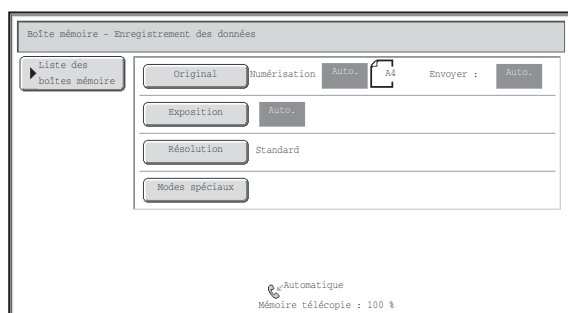 Boîte mémoire - Enregistrement des données
Liste des
boîtes mémoire
Original Numérisation Auto. A4 Envoyer : Auto.
Exposition Auto.
Résolution Standard
Modes spéciaux
Automatique
Mémoire télécopie : 100 %